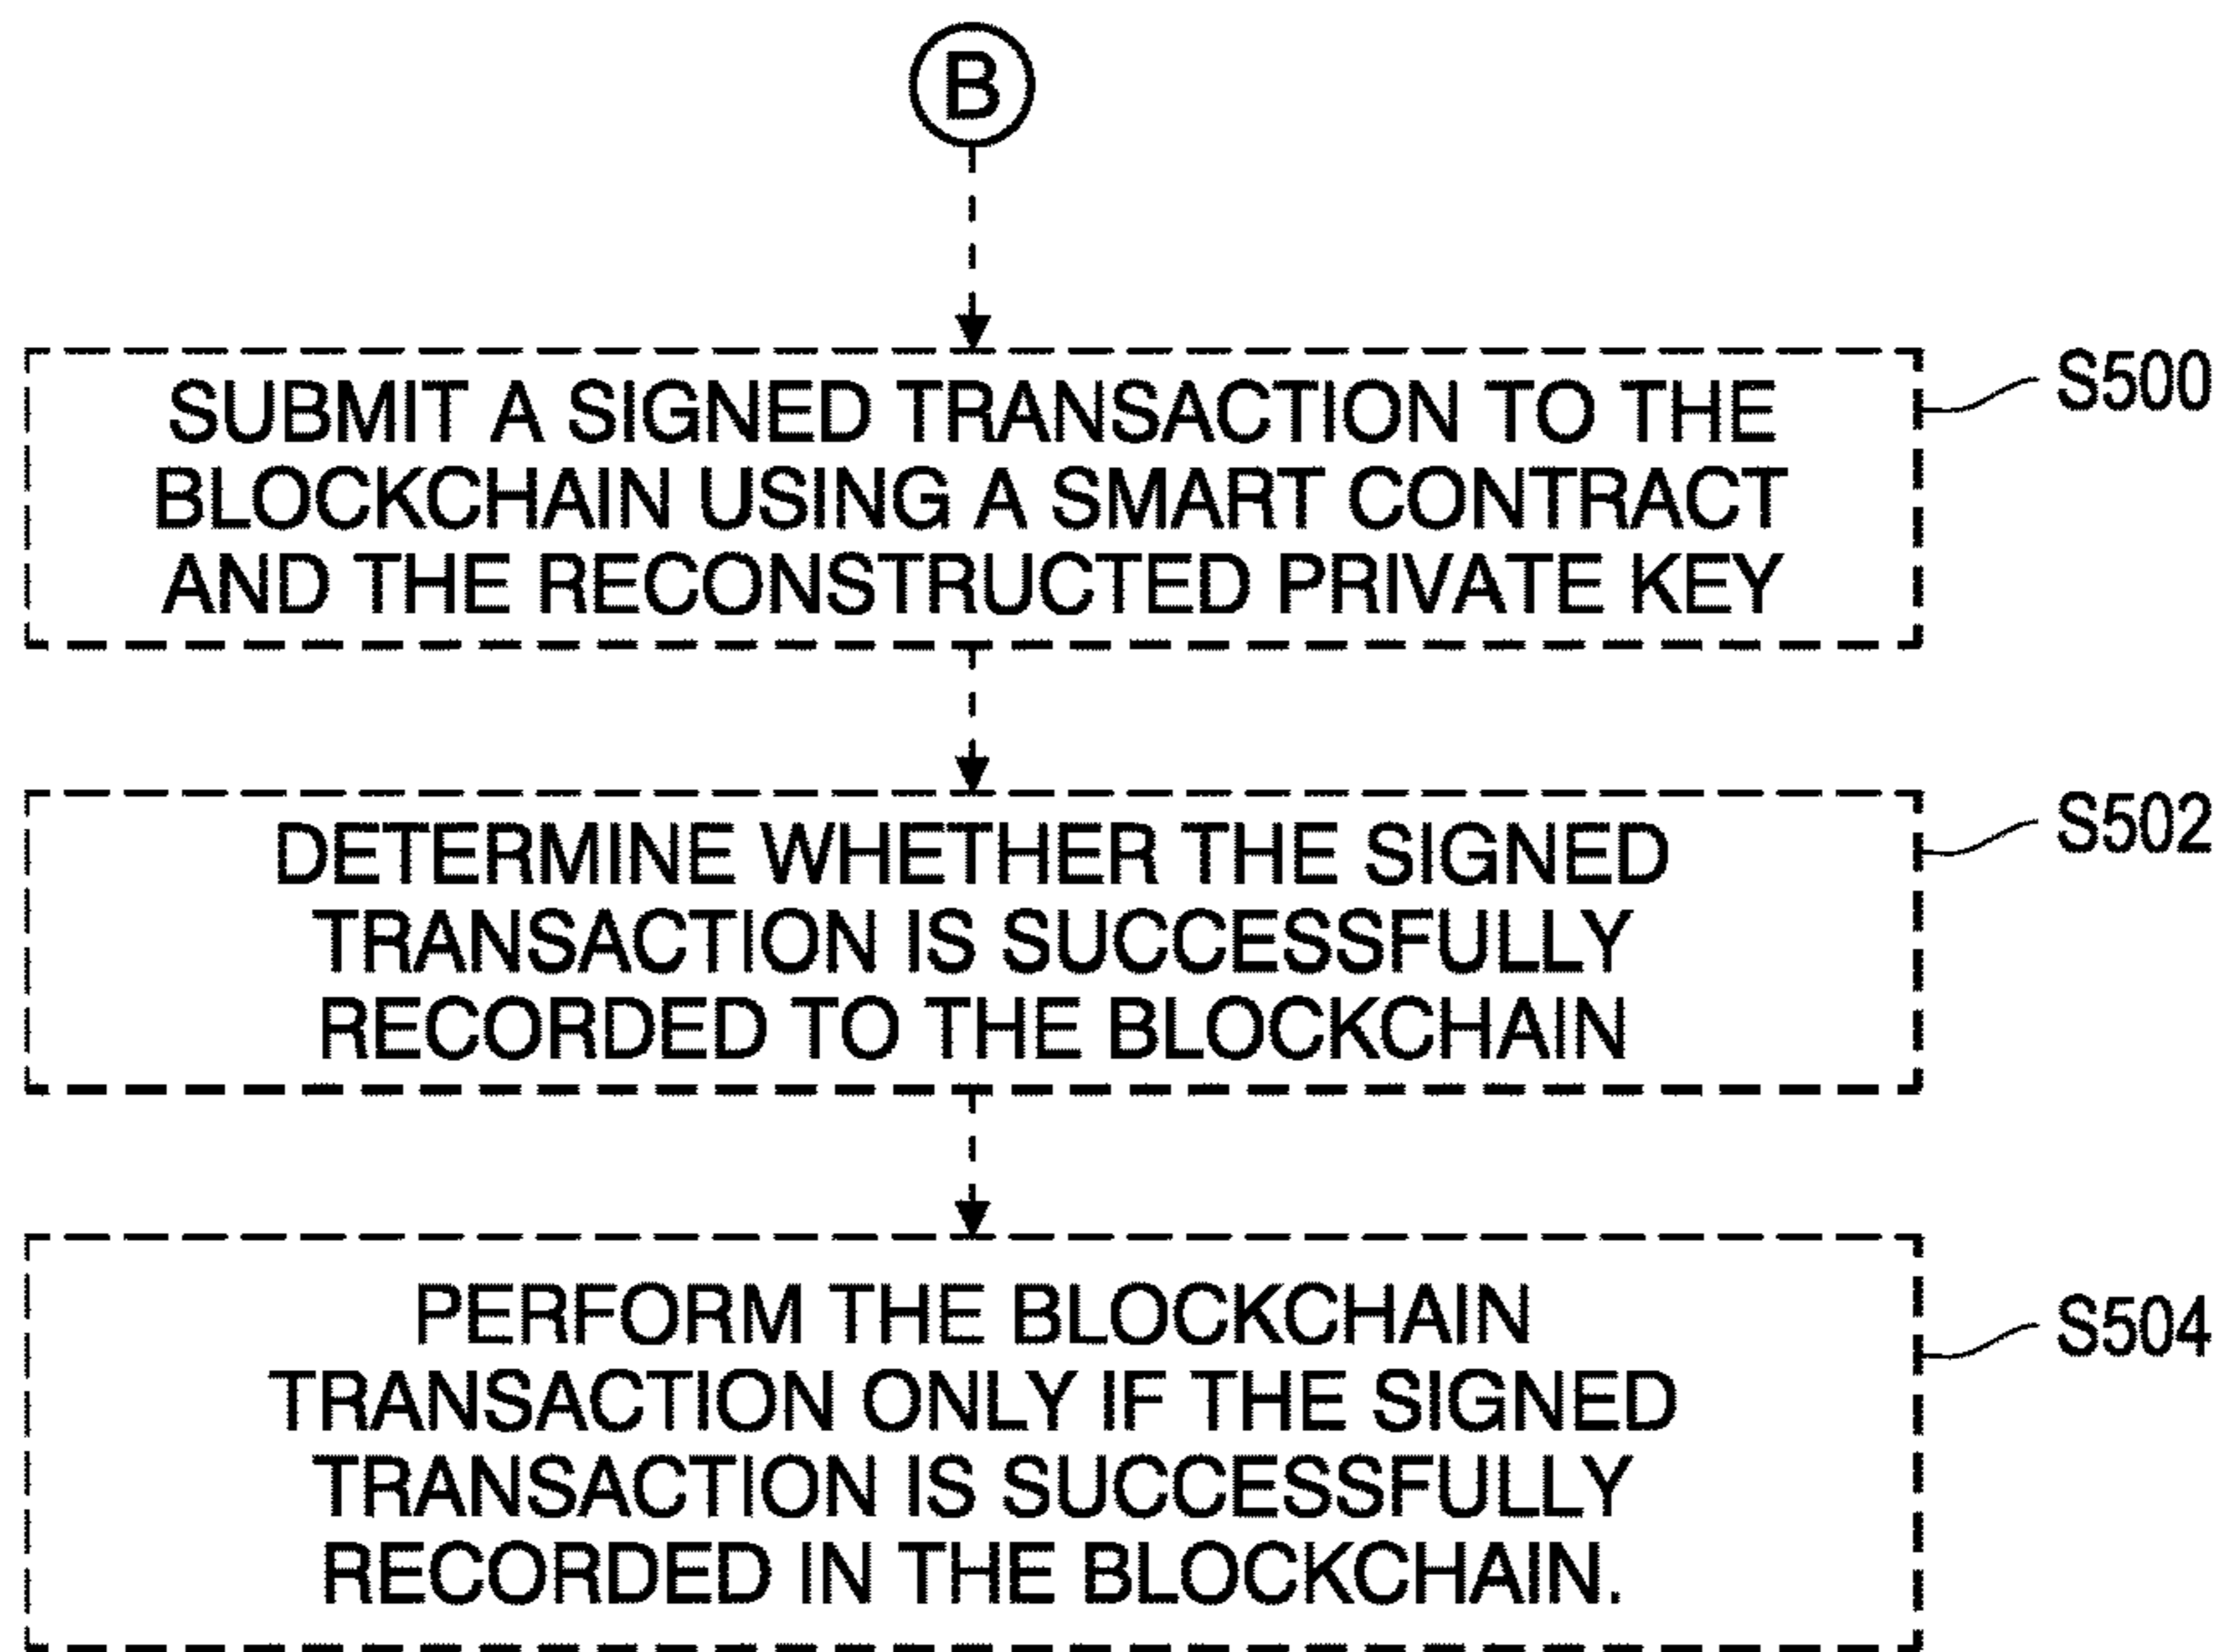 B
SUBMIT A SIGNED TRANSACTION TO THE
BLOCKCHAIN USING A SMART CONTRACT
AND THE RECONSTRUCTED PRIVATE KEY
S500
DETERMINE WHETHER THE SIGNED
TRANSACTION IS SUCCESSFULLY
RECORDED TO THE BLOCKCHAIN
S502
PERFORM THE BLOCKCHAIN
TRANSACTION ONLY IF THE SIGNED
TRANSACTION IS SUCCESSFULLY
RECORDED IN THE BLOCKCHAIN.
S504